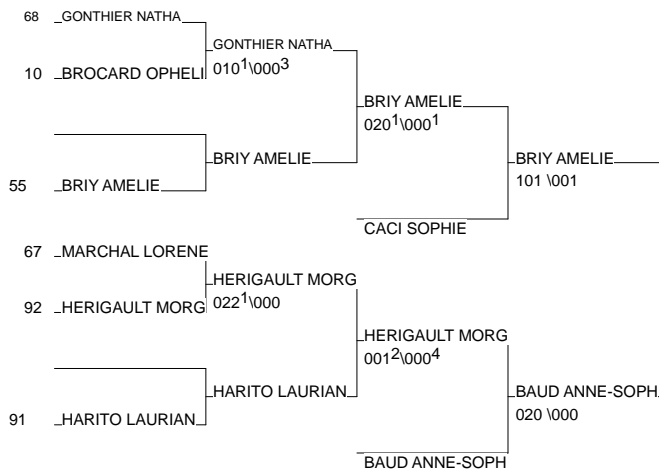 68 GONTHIER NATHA
GONTHIER NATHA
010¹\000³
10 BROCARD OPHELI
BRIY AMELIE
020¹\000¹
BRIY AMELIE
BRIY AMELIE
101 \001
55 BRIY AMELIE
CACI SOPHIE
67 MARCHAL LORENE
HERIGAULT MORG
022¹\000
92 HERIGAULT MORG
HERIGAULT MORG
001²\000⁴
HARITO LAURIAN
BAUD ANNE-SOPH
020 \000
91 HARITO LAURIAN
BAUD ANNE-SOPH